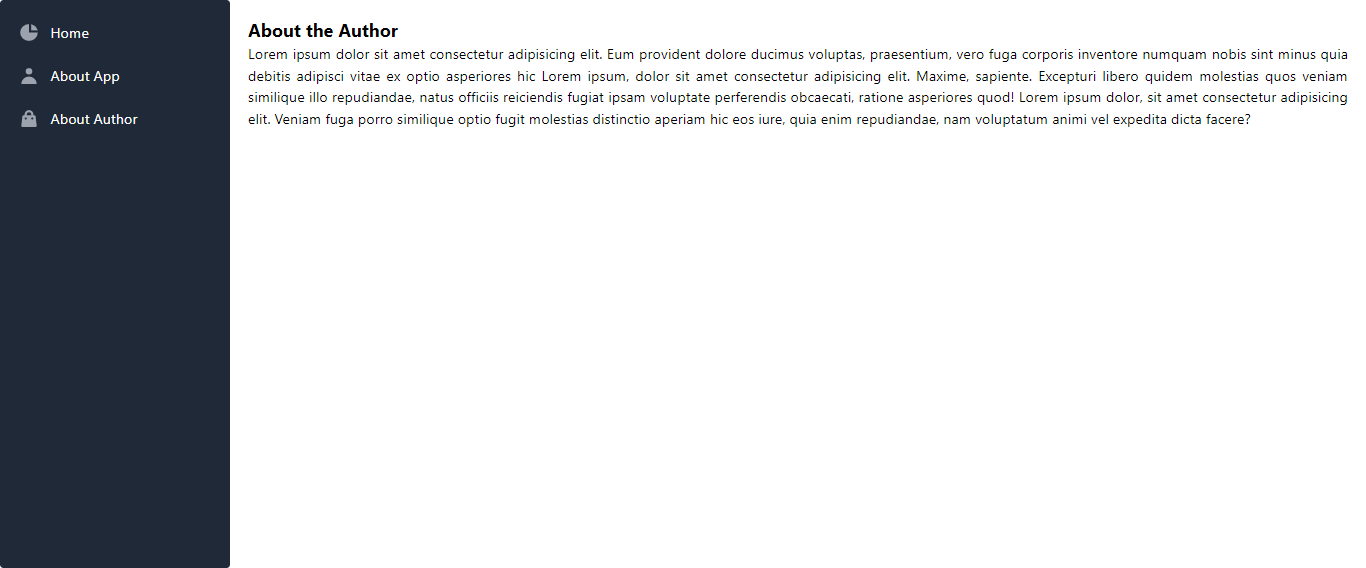 Home
About App
About Author
About the Author
Lorem ipsum dolor sit amet consectetur adipisicing elit. Eum provident dolore ducimus voluptas, praesentium, vero fuga corporis inventore numquam nobis sint minus quia
debitis adipisci vitae ex optio asperiores hic Lorem ipsum, dolor sit amet consectetur adipisicing elit. Maxime, sapiente. Excepturi libero quidem molestias quos veniam
similique illo repudiandae, natus officiis reiciendis fugiat ipsam voluptate perferendis obcaecati, ratione asperiores quod! Lorem ipsum dolor, sit amet consectetur adipisicing
elit. Veniam fuga porro similique optio fugit molestias distinctio aperiam hic eos iure, quia enim repudiandae, nam voluptatum animi vel expedita dicta facere?